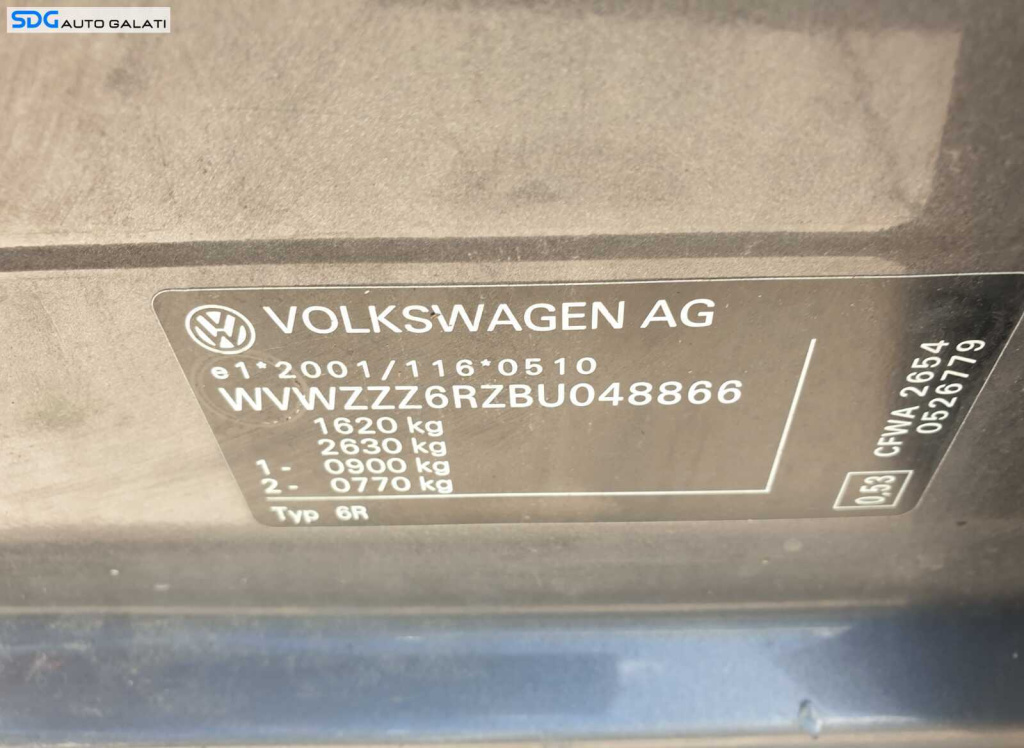 SDG AUTO GALATI
VOLKSWAGEN AG
e1*2001/116*0510
WVWZZZ6RZBU048866
1620 kg
2630 kg
1- 0900 kg
2- 0770 kg
Typ 6R
0,53
CFWA 2654
0526779